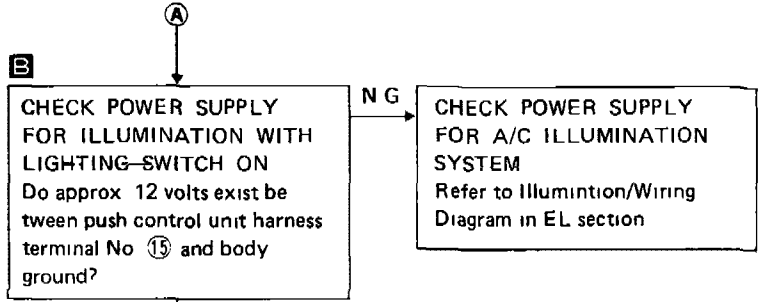 Ⓐ
B
CHECK POWER SUPPLY
FOR ILLUMINATION WITH
LIGHTING SWITCH ON
Do approx 12 volts exist be
tween push control unit harness
terminal No ⑮ and body
ground?
N G
CHECK POWER SUPPLY
FOR A/C ILLUMINATION
SYSTEM
Refer to Illumintion/Wiring
Diagram in EL section